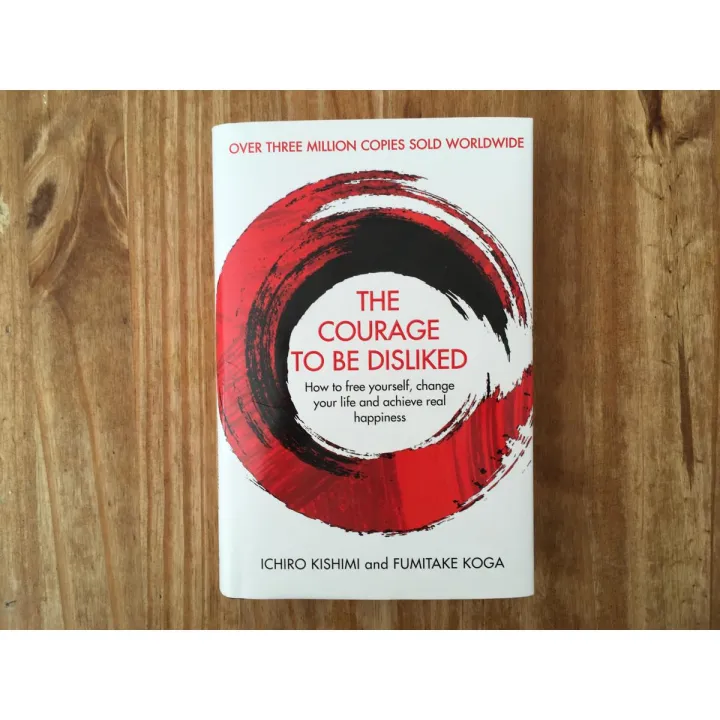 OVER THREE MILLION COPIES SOLD WORLDWIDE
THE
COURAGE
TO BE DISLIKED
How to free yourself, change
your life and achieve real
happiness
ICHIRO KISHIMI and FUMITAKE KOGA